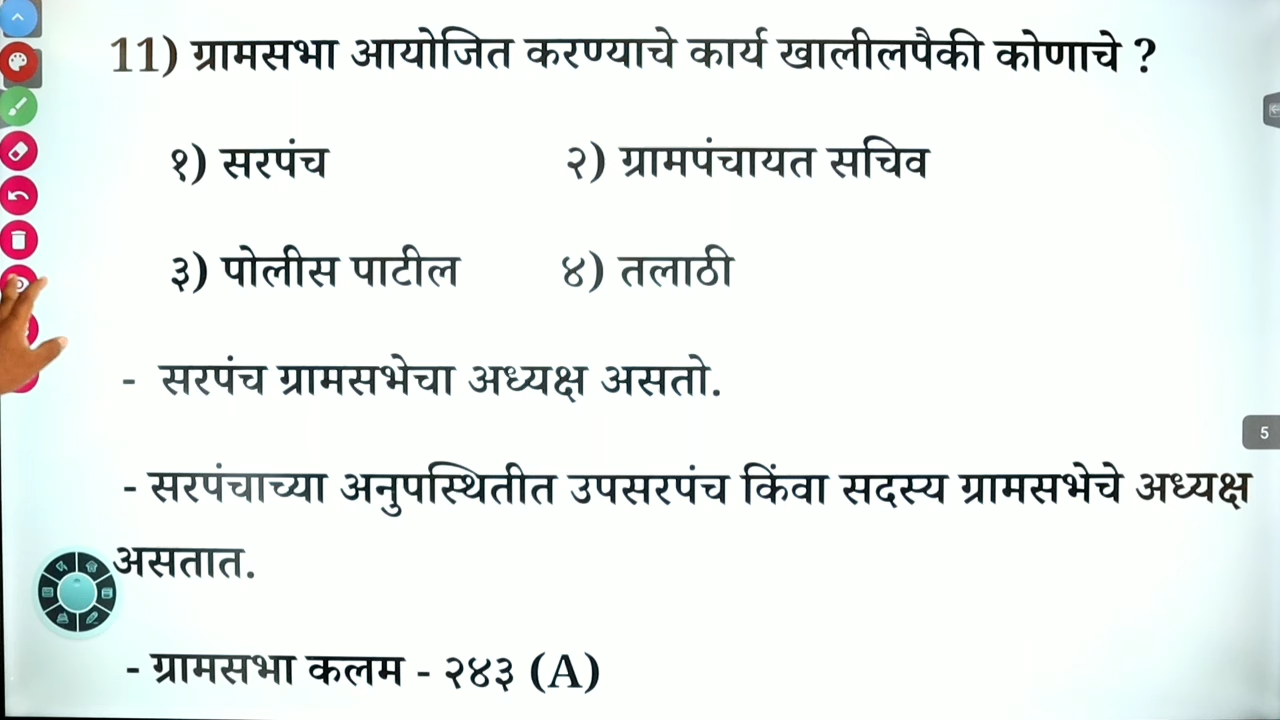 11) ग्रामसभा आयोजित करण्याचे कार्य खालीलपैकी कोणाचे ?
१) सरपंच २) ग्रामपंचायत सचिव
३) पोलीस पाटील ४) तलाठी
- सरपंच ग्रामसभेचा अध्यक्ष असतो.
5
- सरपंचाच्या अनुपस्थितीत उपसरपंच किंवा सदस्य ग्रामसभेचे अध्यक्ष
असतात.
- ग्रामसभा कलम - २४३ (A)